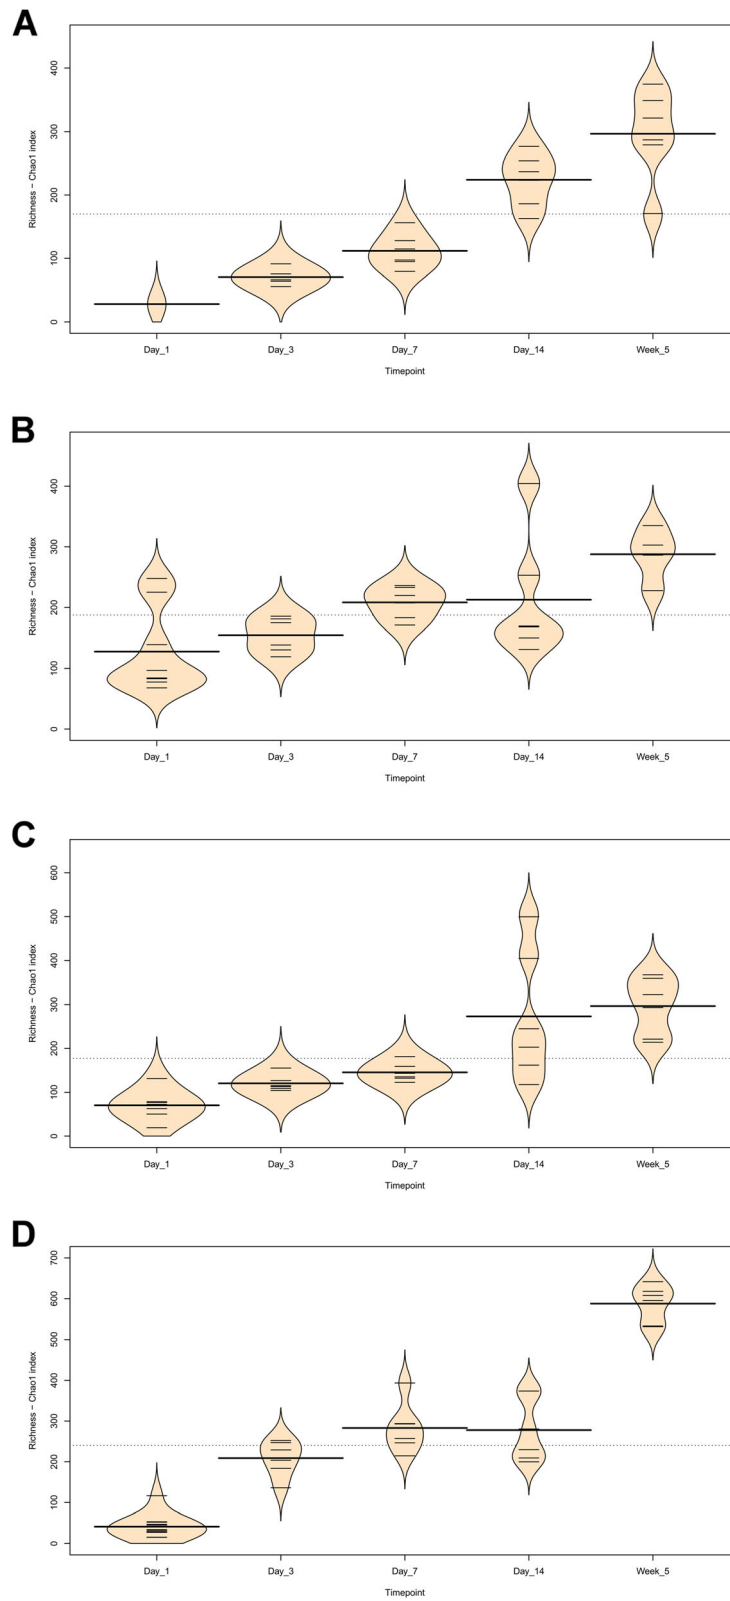 A
Richness − Chao1 index
400
300
200
100
0
Day_1 Day_3 Day_7 Day_14 Week_5
Timepoint
B
Richness − Chao1 index
400
300
200
100
0
Day_1 Day_3 Day_7 Day_14 Week_5
Timepoint
C
Richness − Chao1 index
600
500
400
300
200
100
0
Day_1 Day_3 Day_7 Day_14 Week_5
Timepoint
D
Richness − Chao1 index
700
600
500
400
300
200
100
0
Day_1 Day_3 Day_7 Day_14 Week_5
Timepoint